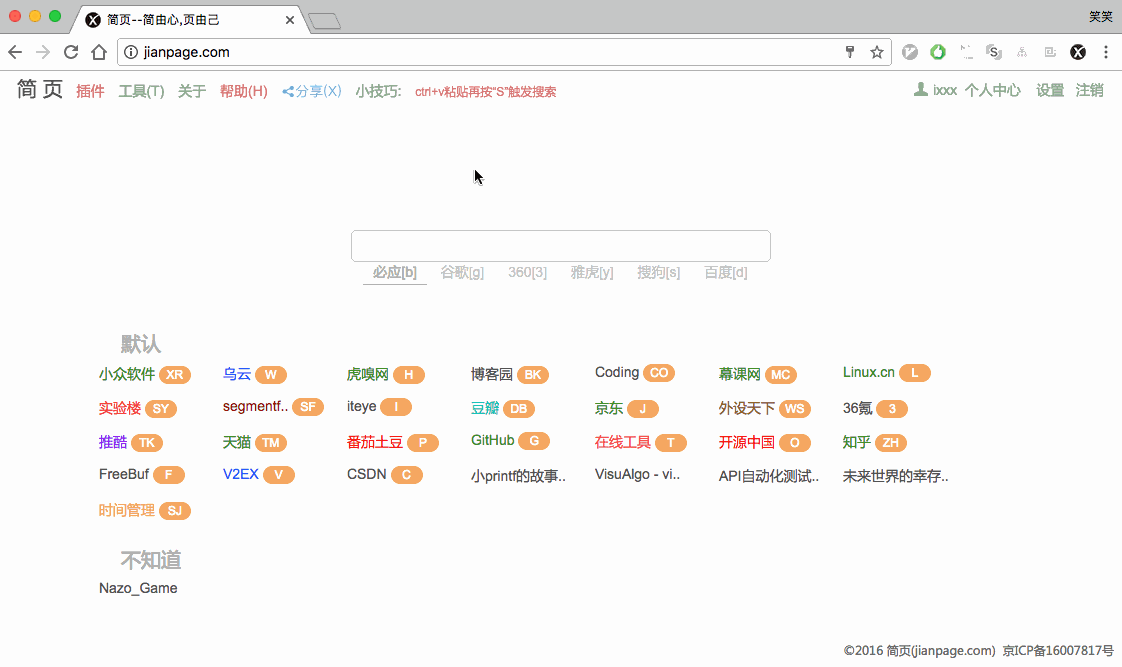 简页--简由心,页由己
笑笑
jianpage.com
简 页 插件 工具(T) 关于 帮助(H) 分享(X) 小技巧: ctrl+v粘贴再按“S”触发搜索 ixxx 个人中心 设置 注销
必应[b] 谷歌[g] 360[3] 雅虎[y] 搜狗[s] 百度[d]
默认
小众软件 XR 乌云 W 虎嗅网 H 博客园 BK Coding CO 幕课网 MC Linux.cn L
实验楼 SY segmentf.. SF iteye I 豆瓣 DB 京东 J 外设天下 WS 36氪 3
推酷 TK 天猫 TM 番茄土豆 P GitHub G 在线工具 T 开源中国 O 知乎 ZH
FreeBuf F V2EX V CSDN C 小printf的故事.. VisuAlgo - vi.. API自动化测试.. 未来世界的幸存..
时间管理 SJ
不知道
Nazo_Game
©2016 简页(jianpage.com) 京ICP备16007817号